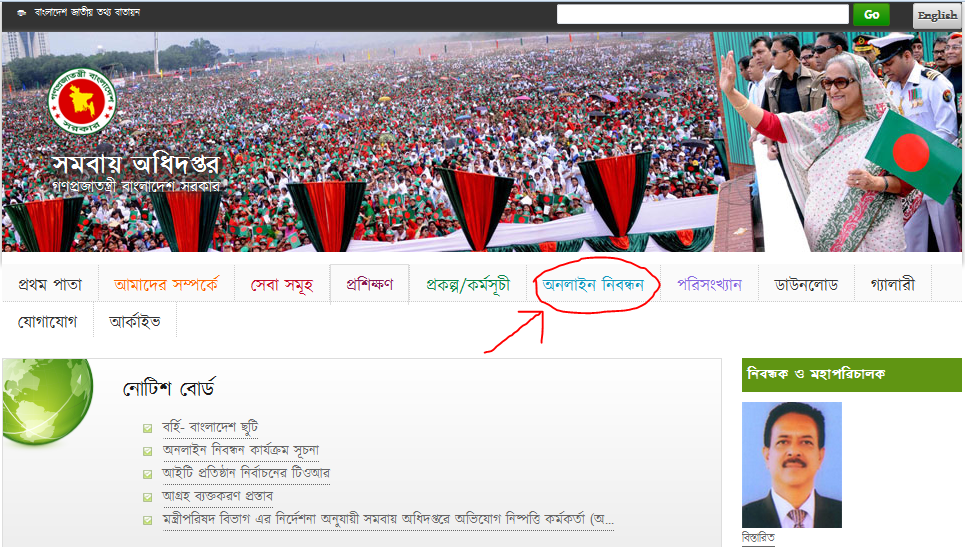 বাংলাদেশ জাতীয় তথ্য বাতায়ন
Go
English
গণপ্রজাতন্ত্রী বাংলাদেশ
সরকার
সমবায় অধিদপ্তর
গণপ্রজাতন্ত্রী বাংলাদেশ সরকার
প্রথম পাতা আমাদের সম্পর্কে সেবা সমূহ প্রশিক্ষণ প্রকল্প/কর্মসূচী অনলাইন নিবন্ধন পরিসংখ্যান ডাউনলোড গ্যালারী
যোগাযোগ আর্কাইভ
নোটিশ বোর্ড
বর্হি- বাংলাদেশ ছুটি
অনলাইন নিবন্ধন কার্যক্রম সূচনা
আইটি প্রতিষ্ঠান নির্বাচনের টিওআর
আগ্রহ ব্যক্তকরণ প্রস্তাব
মন্ত্রীপরিষদ বিভাগ এর নির্দেশনা অনুযায়ী সমবায় অধিদপ্তরে অভিযোগ নিষ্পত্তি কর্মকর্তা (অ...
নিবন্ধক ও মহাপরিচালক
বিস্তারিত